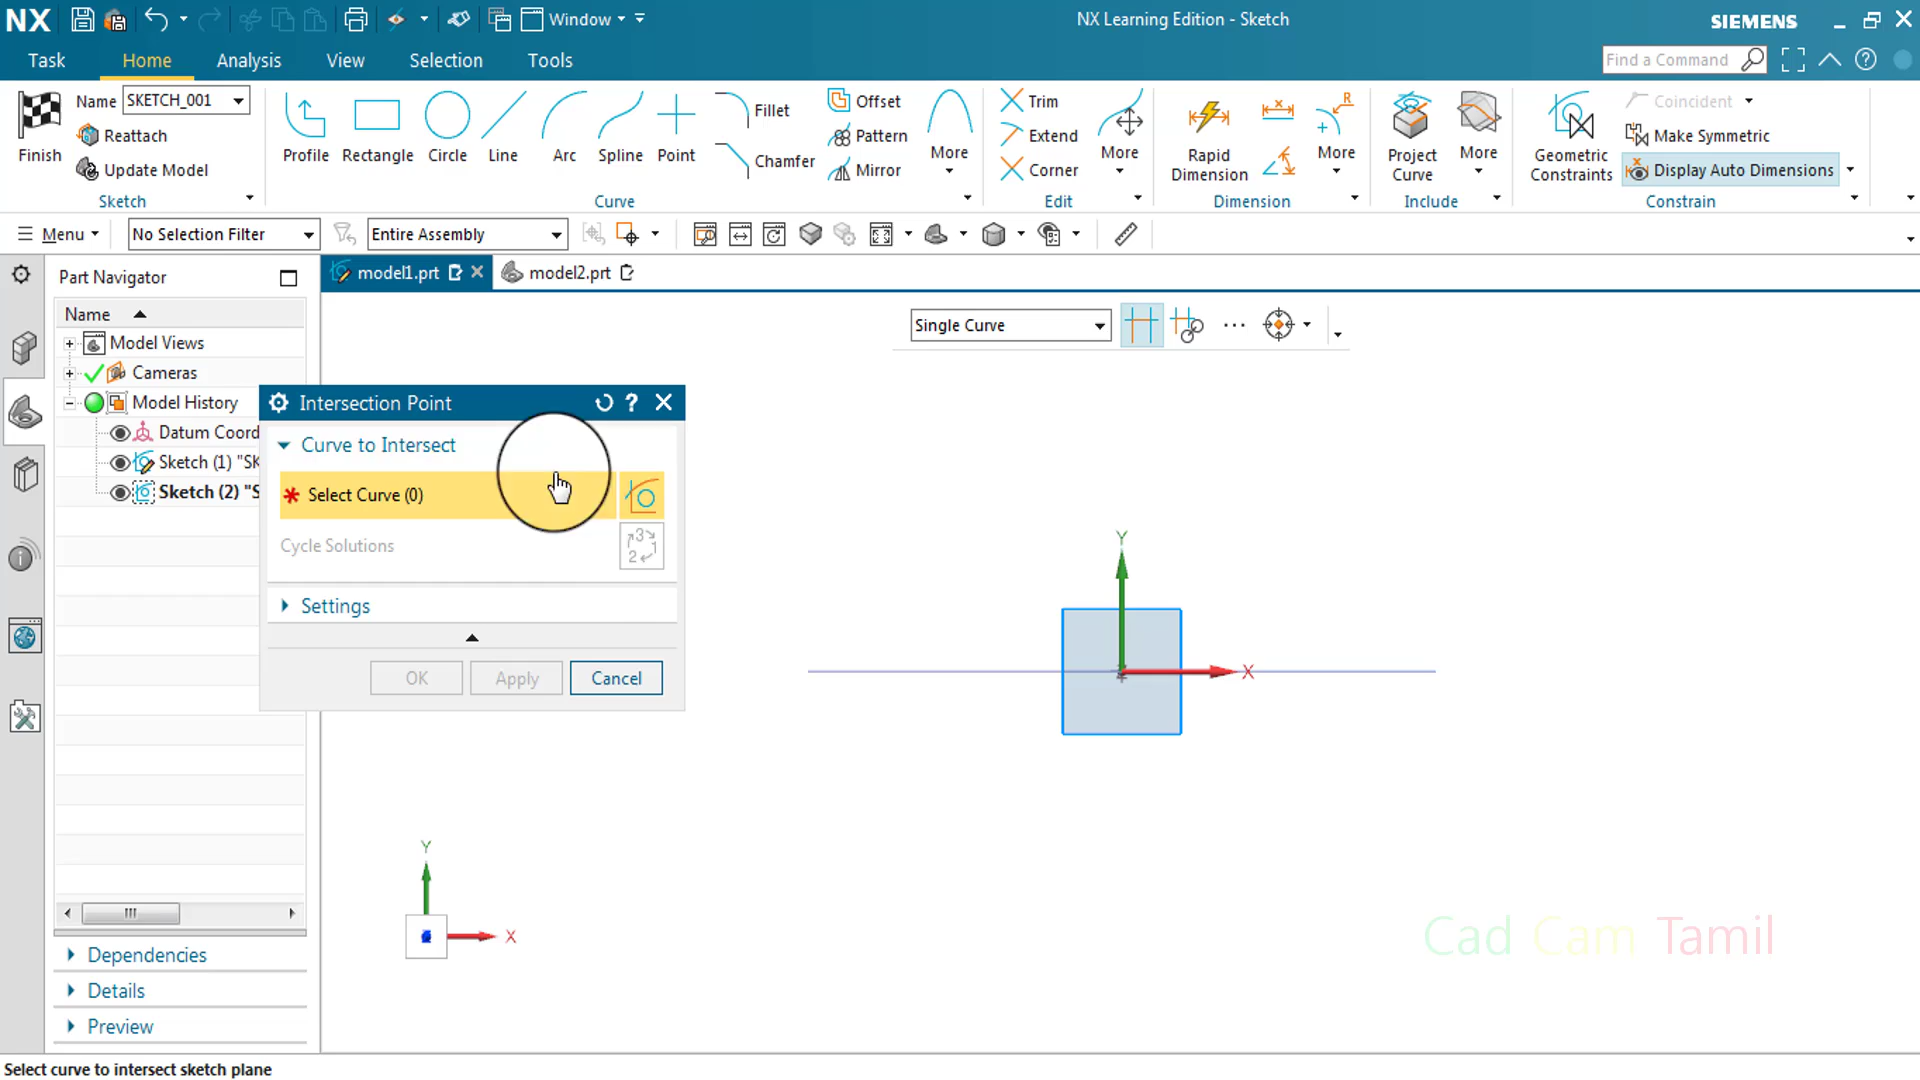 NX Window NX Learning Edition - Sketch SIEMENS
Task Home Analysis View Selection Tools Find a Command
Name SKETCH_001
Reattach
Update Model
Finish
Sketch
Profile Rectangle Circle Line Arc Spline Point
Fillet
Chamfer
Offset
Pattern
Mirror
More
Curve
Trim
Extend
Corner
More
Edit
Rapid
Dimension
More
Dimension
Project
Curve
More
Include
Geometric
Constraints
Coincident
Make Symmetric
Display Auto Dimensions
Constrain
Menu No Selection Filter Entire Assembly
Part Navigator
model1.prt model2.prt
Name
Model Views
Cameras
Model History
Datum Coord
Sketch (1) "SK
Sketch (2) "S
Single Curve
Intersection Point
Curve to Intersect
Select Curve (0)
Cycle Solutions
Settings
OK Apply Cancel
Y
X
Y
X
Cad Cam Tamil
Dependencies
Details
Preview
Select curve to intersect sketch plane